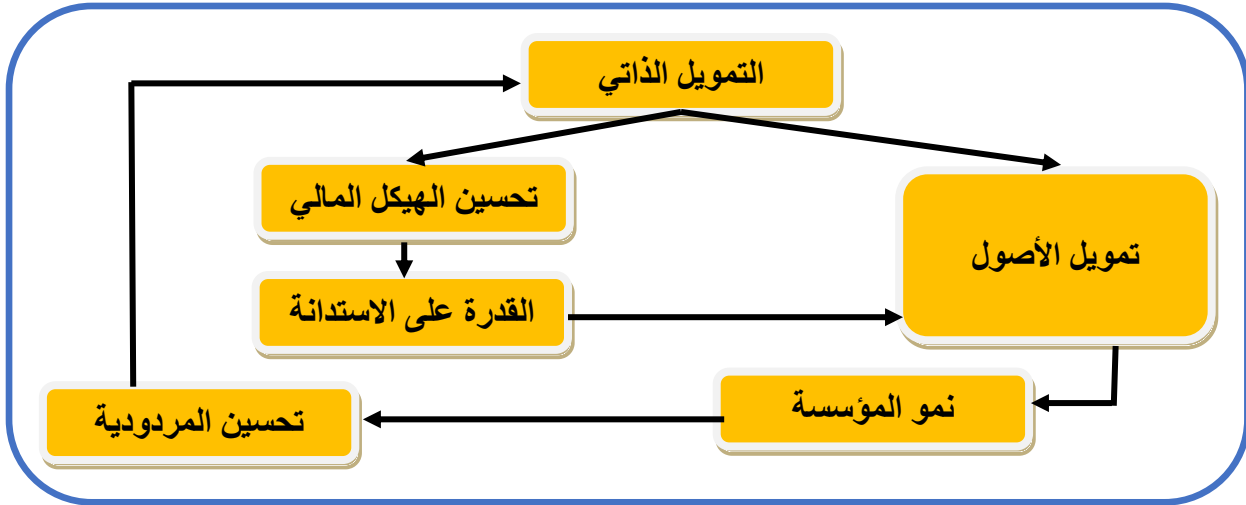 التمويل الذاتي
تحسين الهيكل المالي
تمويل الأصول
القدرة على الاستدانة
نمو المؤسسة
تحسين المردودية